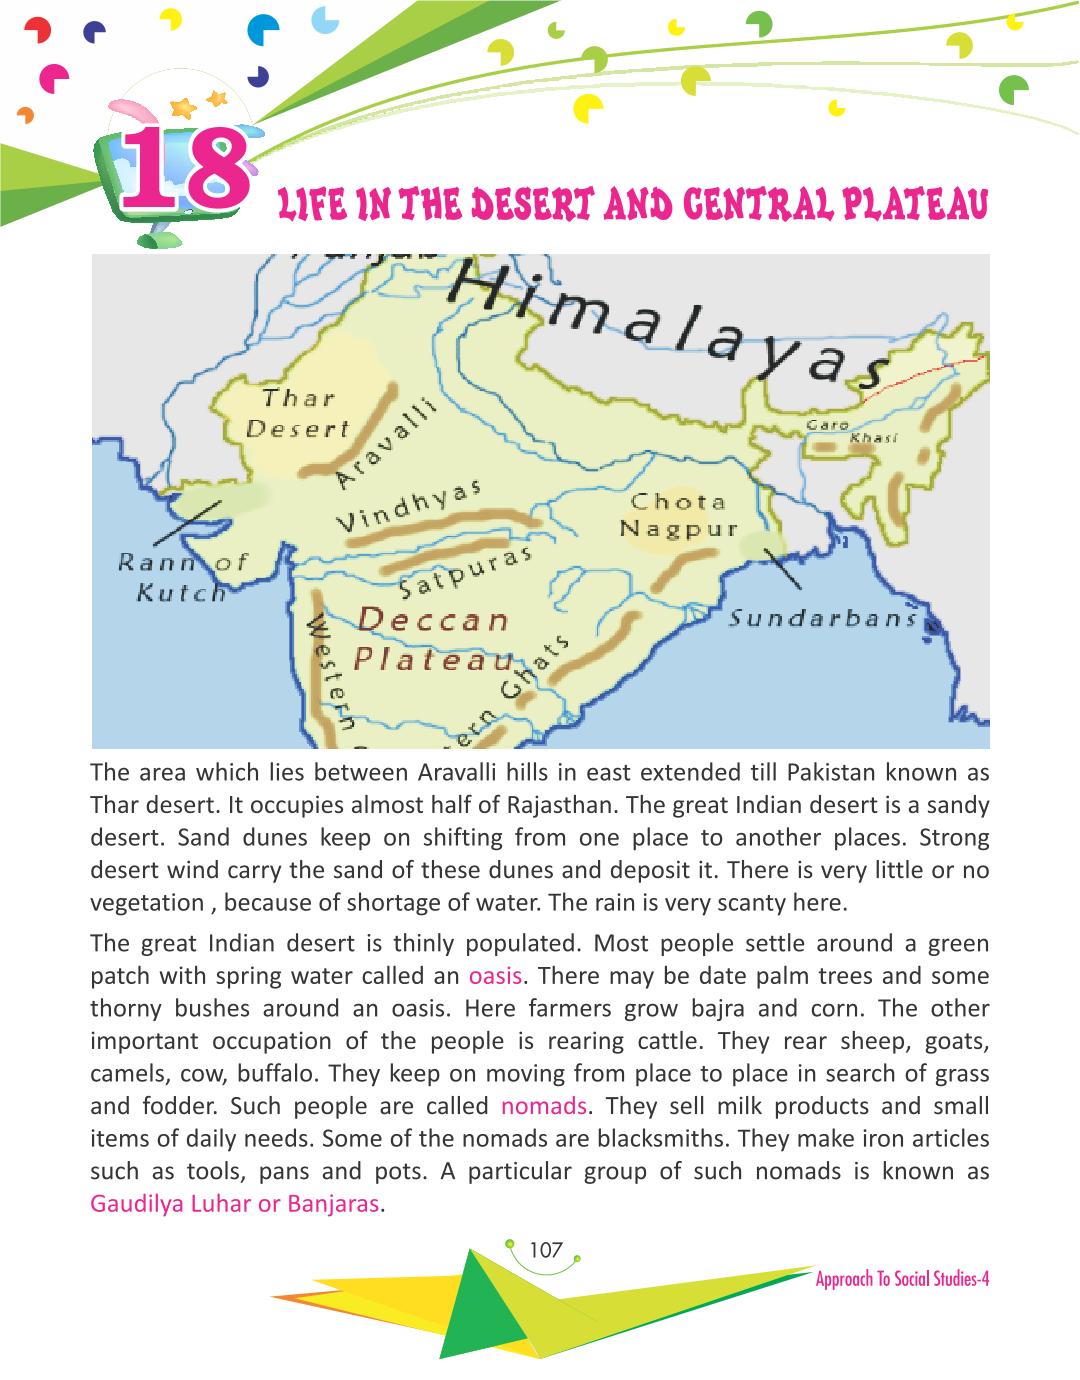 18
LIFE IN THE DESERT AND CENTRAL PLATEAU
Himalayas
Thar
Desert
Aravalli
Garo
Khasi
Vindhyas
Chota
Nagpur
Satpuras
Rann of
Kutch
Deccan
Plateau
Sundarbans
Western
ern Ghats
The area which lies between Aravalli hills in east extended till Pakistan known as
Thar desert. It occupies almost half of Rajasthan. The great Indian desert is a sandy
desert. Sand dunes keep on shifting from one place to another places. Strong
desert wind carry the sand of these dunes and deposit it. There is very little or no
vegetation , because of shortage of water. The rain is very scanty here.
The great Indian desert is thinly populated. Most people settle around a green
patch with spring water called an oasis. There may be date palm trees and some
thorny bushes around an oasis. Here farmers grow bajra and corn. The other
important occupation of the people is rearing cattle. They rear sheep, goats,
camels, cow, buffalo. They keep on moving from place to place in search of grass
and fodder. Such people are called nomads. They sell milk products and small
items of daily needs. Some of the nomads are blacksmiths. They make iron articles
such as tools, pans and pots. A particular group of such nomads is known as
Gaudilya Luhar or Banjaras.
107
Approach To Social Studies-4